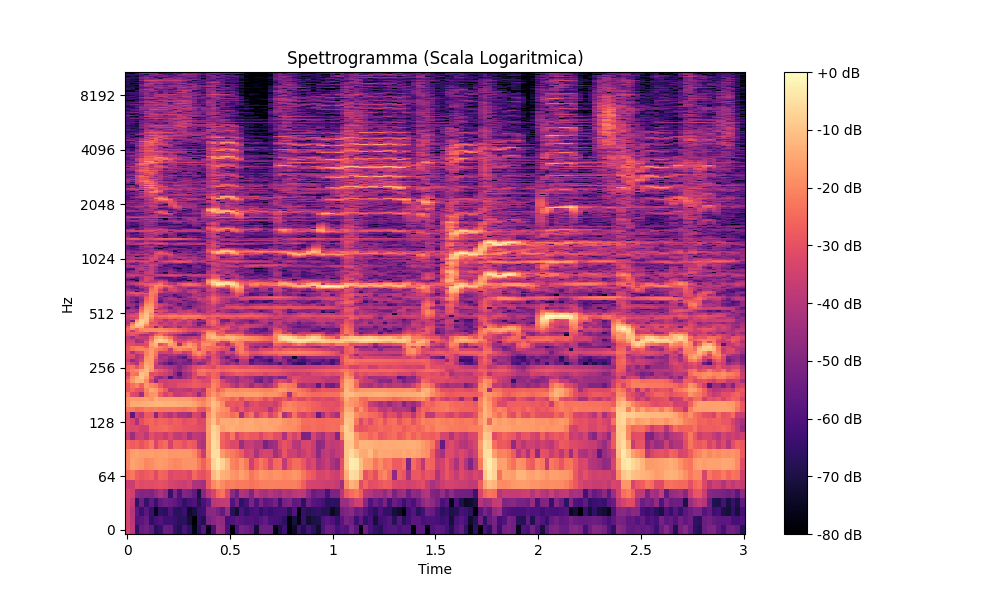 Spettrogramma (Scala Logaritmica)
Hz
8192
4096
2048
1024
512
256
128
64
0
0 0.5 1 1.5 2 2.5 3
Time
+0 dB
-10 dB
-20 dB
-30 dB
-40 dB
-50 dB
-60 dB
-70 dB
-80 dB